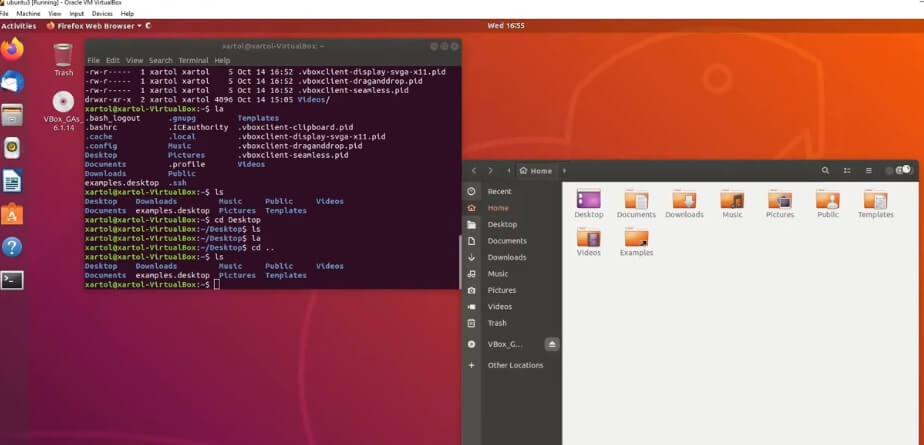 ubuntu3 [Running] - Oracle VM VirtualBox
File Machine View Input Devices Help
Activities Firefox Web Browser Wed 16:55
Trash
VBox_GAs_
6.1.14
xartol@xartol-VirtualBox: ~
File Edit View Search Terminal Help
-rw-r----- 1 xartol xartol 5 Oct 14 16:52 .vboxclient-display-svga-x11.pid
-rw-r----- 1 xartol xartol 5 Oct 14 16:52 .vboxclient-draganddrop.pid
-rw-r----- 1 xartol xartol 5 Oct 14 16:52 .vboxclient-seamless.pid
drwxr-xr-x 2 xartol xartol 4096 Oct 14 15:05 Videos/
xartol@xartol-VirtualBox:~$ la
.bash_logout .gnupg Templates
.bashrc .ICEauthority .vboxclient-clipboard.pid
.cache .local .vboxclient-display-svga-x11.pid
.config Music .vboxclient-draganddrop.pid
Desktop Pictures .vboxclient-seamless.pid
Documents .profile Videos
Downloads Public
examples.desktop .ssh
xartol@xartol-VirtualBox:~$ ls
Desktop Downloads Music Public Videos
Documents examples.desktop Pictures Templates
xartol@xartol-VirtualBox:~$ cd Desktop
xartol@xartol-VirtualBox:~/Desktop$ ls
xartol@xartol-VirtualBox:~/Desktop$ la
xartol@xartol-VirtualBox:~/Desktop$ cd ..
xartol@xartol-VirtualBox:~$ ls
Desktop Downloads Music Public Videos
Documents examples.desktop Pictures Templates
xartol@xartol-VirtualBox:~$
Home
Recent
Home
Desktop
Documents
Downloads
Music
Pictures
Videos
Trash
VBox_G...
Other Locations
Desktop Documents Downloads Music Pictures Public Templates
Videos Examples